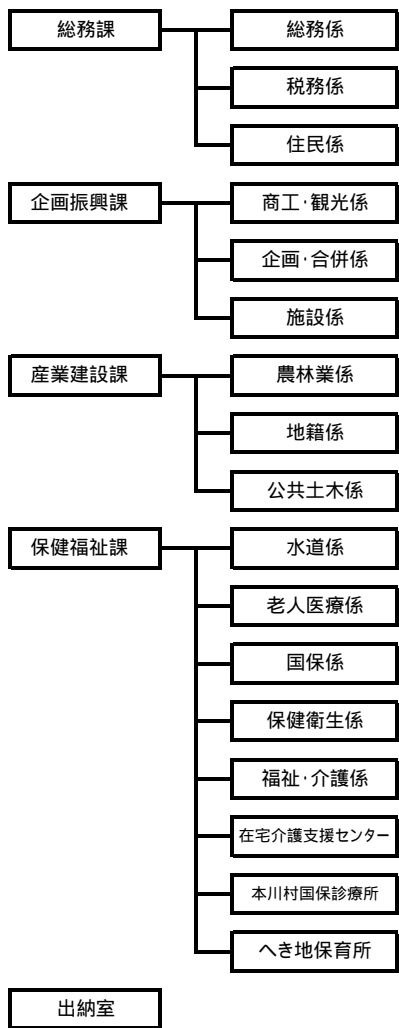 総務課
総務係
税務係
住民係
企画振興課
商工・観光係
企画・合併係
施設係
産業建設課
農林業係
地籍係
公共土木係
保健福祉課
水道係
老人医療係
国保係
保健衛生係
福祉・介護係
在宅介護支援センター
本川村国保診療所
へき地保育所
出納室